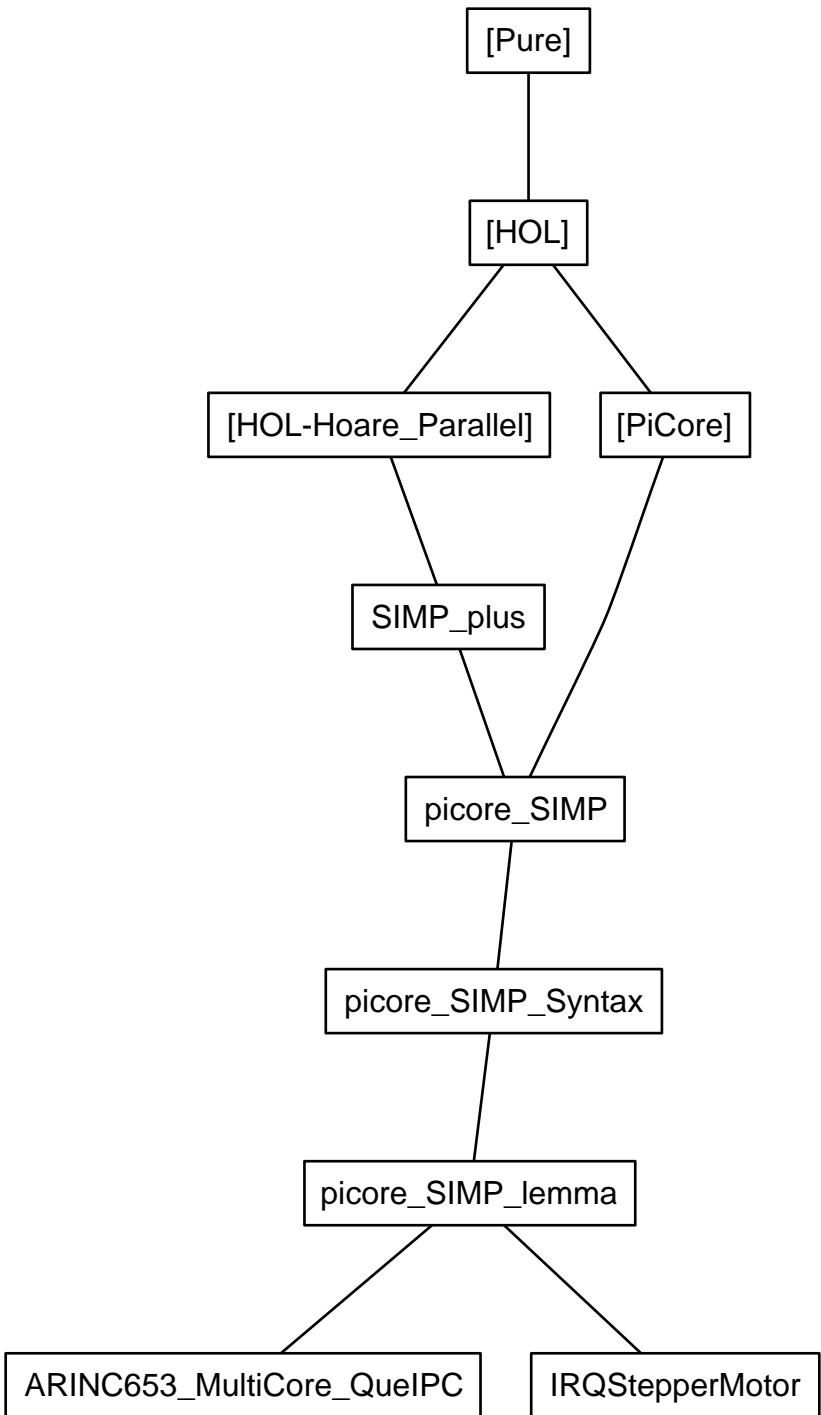 [Pure]
[HOL]
[HOL-Hoare_Parallel]
[PiCore]
SIMP_plus
picore_SIMP
picore_SIMP_Syntax
picore_SIMP_lemma
ARINC653_MultiCore_QueIPC
IRQStepperMotor